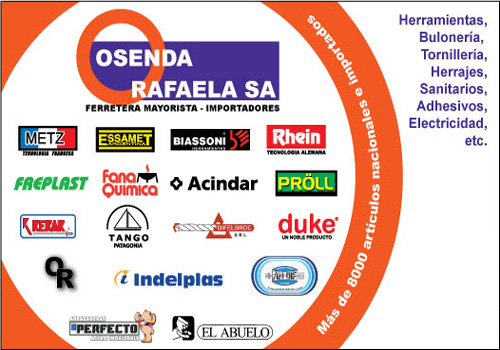 OSENDA
RAFAELA SA
FERRETERA MAYORISTA - IMPORTADORES
METZ
TECNOLOGIA FRANCESA
ESSAMET
BIASSONI
HERRAMIENTAS
Rhein
TECNOLOGIA ALEMANA
FREPLAST
Fana
Química
Acindar
PRÖLL
REKAR
TANGO
PATAGONIA
DIFELBROC
S.R.L.
duke
UN NOBLE PRODUCTO
OR
Indelplas
PERFECTO
EL ABUELO
Más de 8000 artículos nacionales e importados
Herramientas,
Bulonería,
Tornillería,
Herrajes,
Sanitarios,
Adhesivos,
Electricidad,
etc.